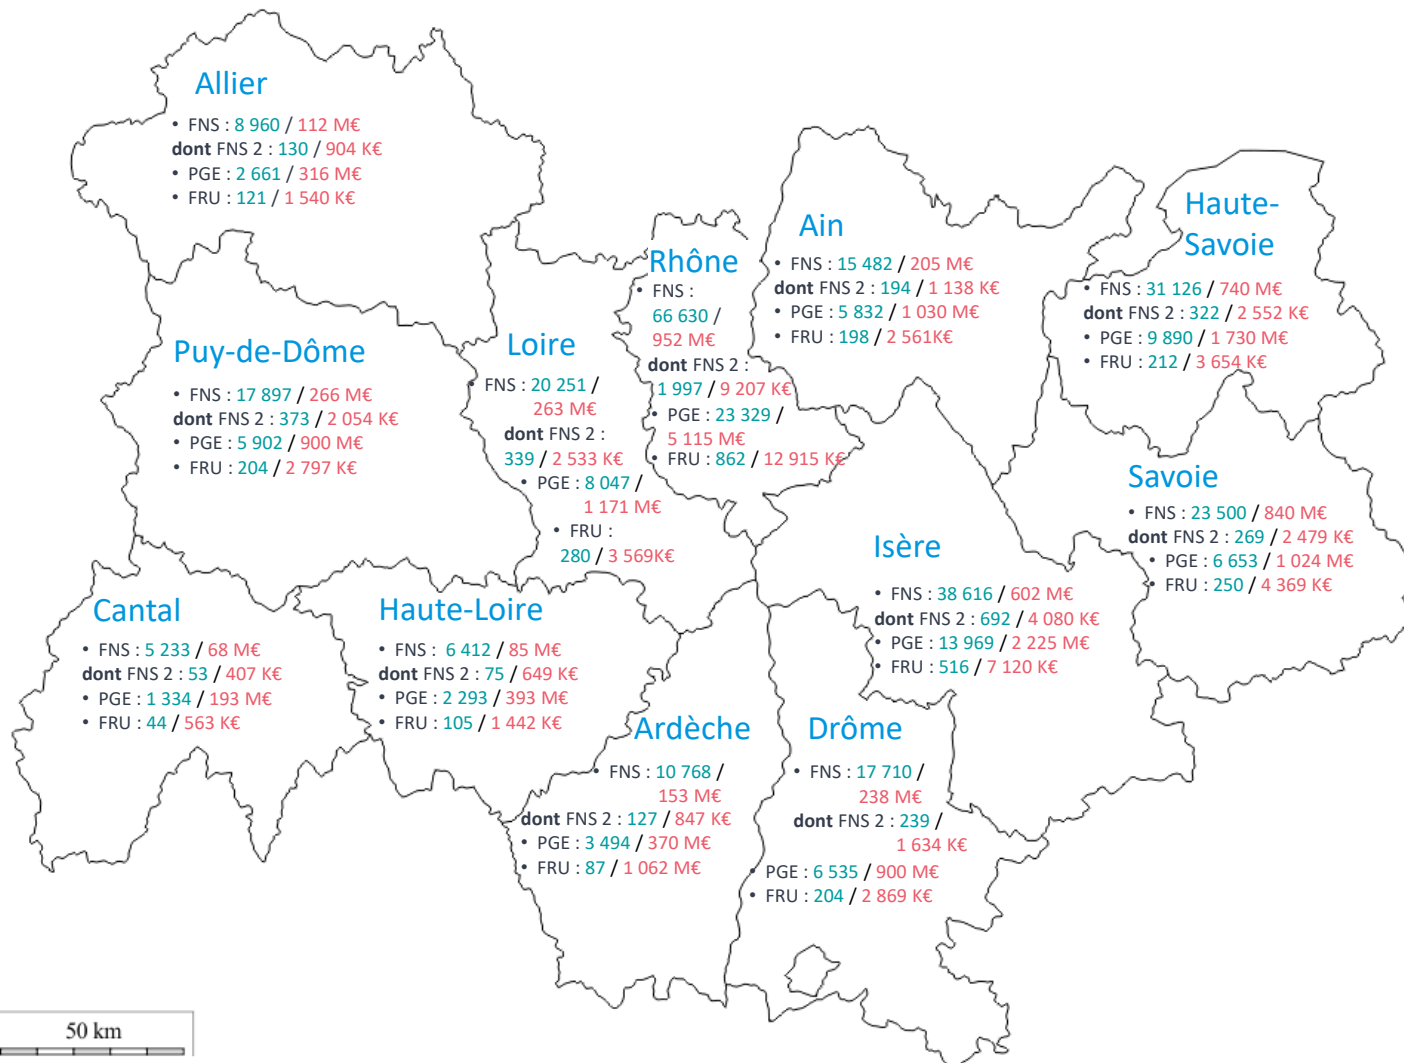 Allier
• FNS : 8 960 / 112 M€
dont FNS 2 : 130 / 904 K€
• PGE : 2 661 / 316 M€
• FRU : 121 / 1 540 K€
Haute-
Savoie
• FNS : 31 126 / 740 M€
dont FNS 2 : 322 / 2 552 K€
• PGE : 9 890 / 1 730 M€
• FRU : 212 / 3 654 K€
Ain
• FNS : 15 482 / 205 M€
dont FNS 2 : 194 / 1 138 K€
• PGE : 5 832 / 1 030 M€
• FRU : 198 / 2 561K€
Rhône
• FNS :
66 630 /
952 M€
dont FNS 2 :
1 997 / 9 207 K€
• PGE : 23 329 /
5 115 M€
• FRU : 862 / 12 915 K€
Loire
• FNS : 20 251 /
263 M€
dont FNS 2 :
339 / 2 533 K€
• PGE : 8 047 /
1 171 M€
• FRU :
280 / 3 569K€
Puy-de-Dôme
• FNS : 17 897 / 266 M€
dont FNS 2 : 373 / 2 054 K€
• PGE : 5 902 / 900 M€
• FRU : 204 / 2 797 K€
Savoie
• FNS : 23 500 / 840 M€
dont FNS 2 : 269 / 2 479 K€
• PGE : 6 653 / 1 024 M€
• FRU : 250 / 4 369 K€
Isère
• FNS : 38 616 / 602 M€
dont FNS 2 : 692 / 4 080 K€
• PGE : 13 969 / 2 225 M€
• FRU : 516 / 7 120 K€
Cantal
• FNS : 5 233 / 68 M€
dont FNS 2 : 53 / 407 K€
• PGE : 1 334 / 193 M€
• FRU : 44 / 563 K€
Haute-Loire
• FNS : 6 412 / 85 M€
dont FNS 2 : 75 / 649 K€
• PGE : 2 293 / 393 M€
• FRU : 105 / 1 442 K€
Ardèche
• FNS : 10 768 /
153 M€
dont FNS 2 : 127 / 847 K€
• PGE : 3 494 / 370 M€
• FRU : 87 / 1 062 M€
Drôme
• FNS : 17 710 /
238 M€
dont FNS 2 : 239 /
1 634 K€
• PGE : 6 535 / 900 M€
• FRU : 204 / 2 869 K€
50 km